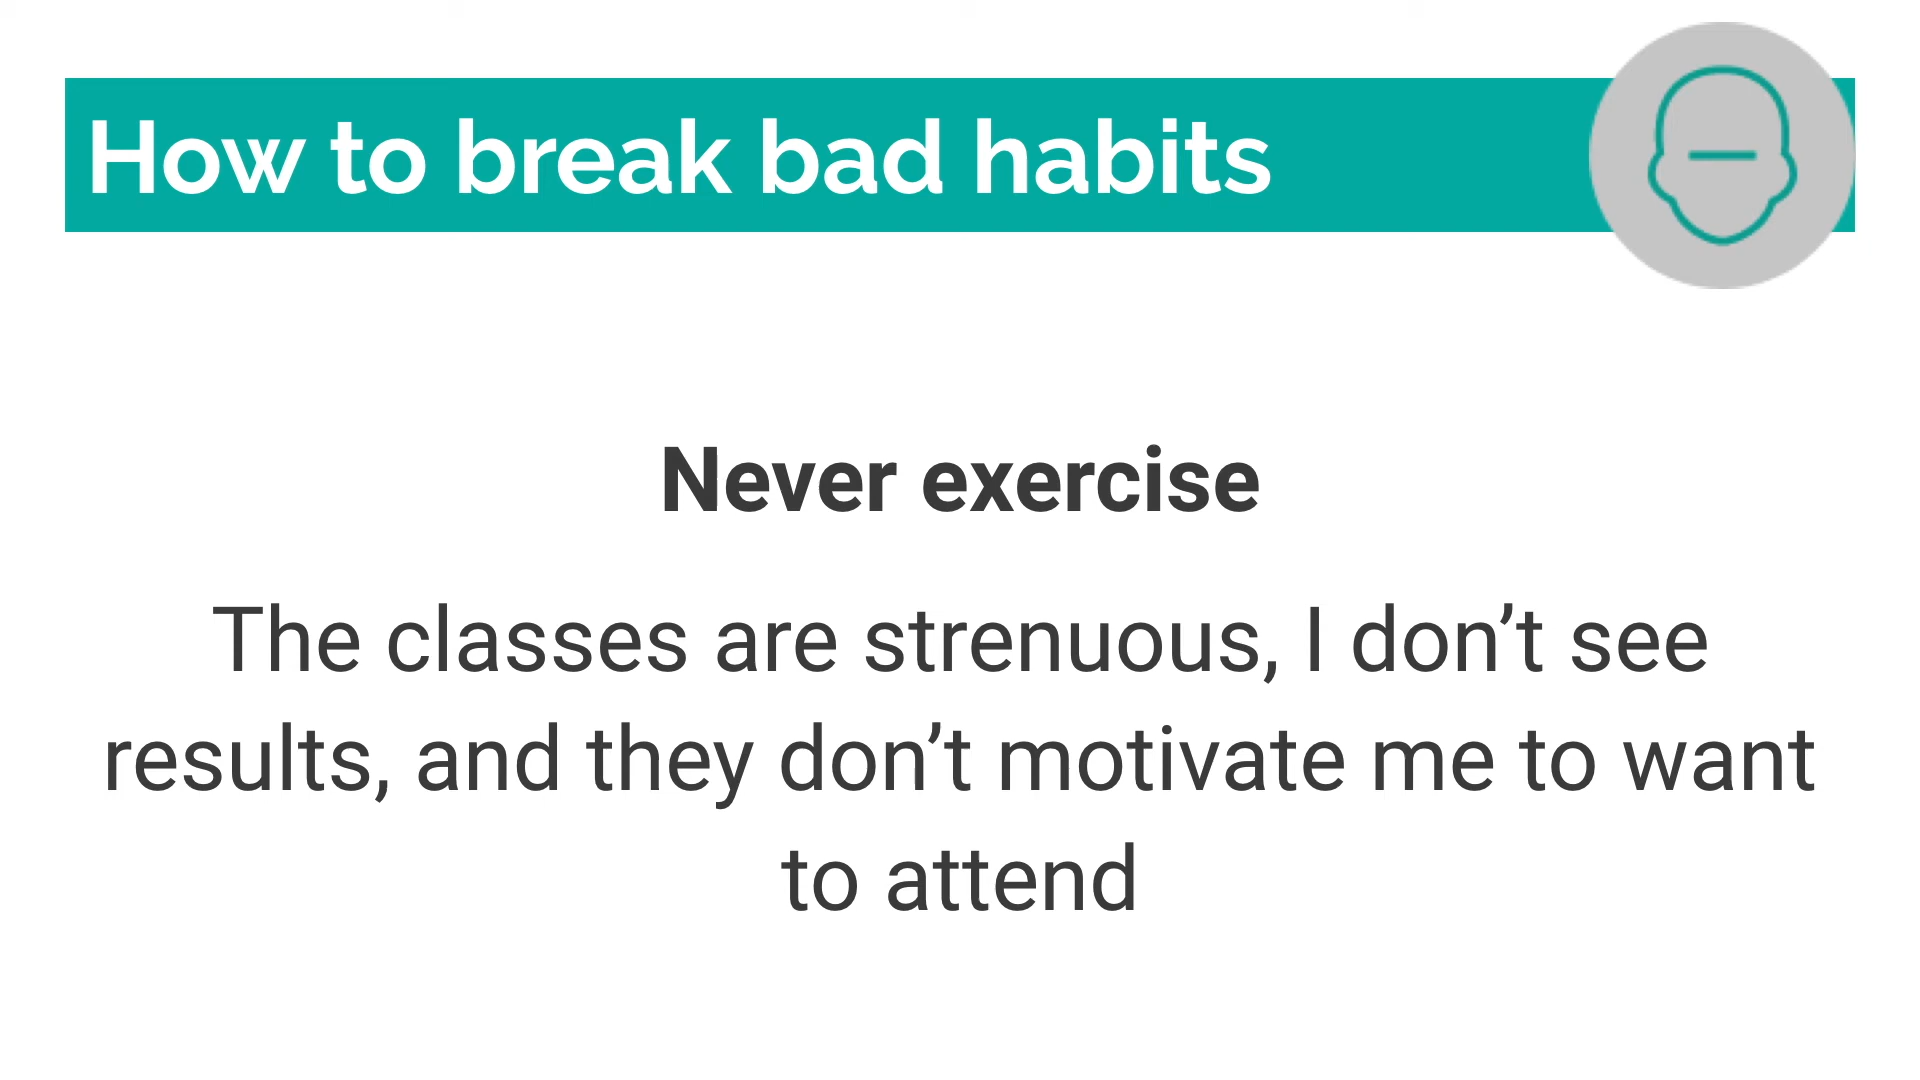 How to break bad habits
Never exercise
The classes are strenuous, I don’t see
results, and they don’t motivate me to want
to attend